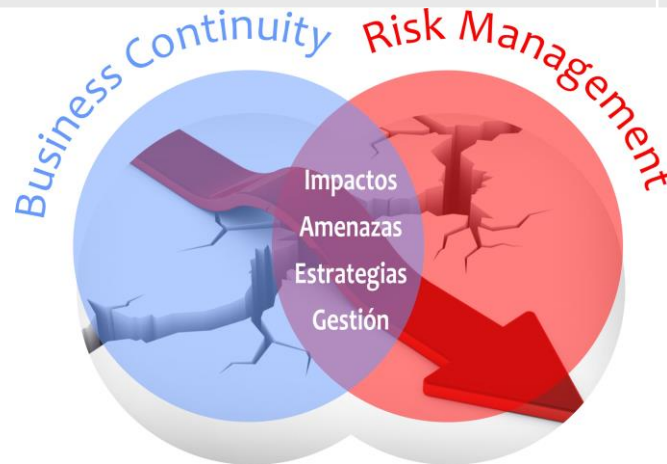 Business Continuity
Risk Management
Impactos
Amenazas
Estrategias
Gestión